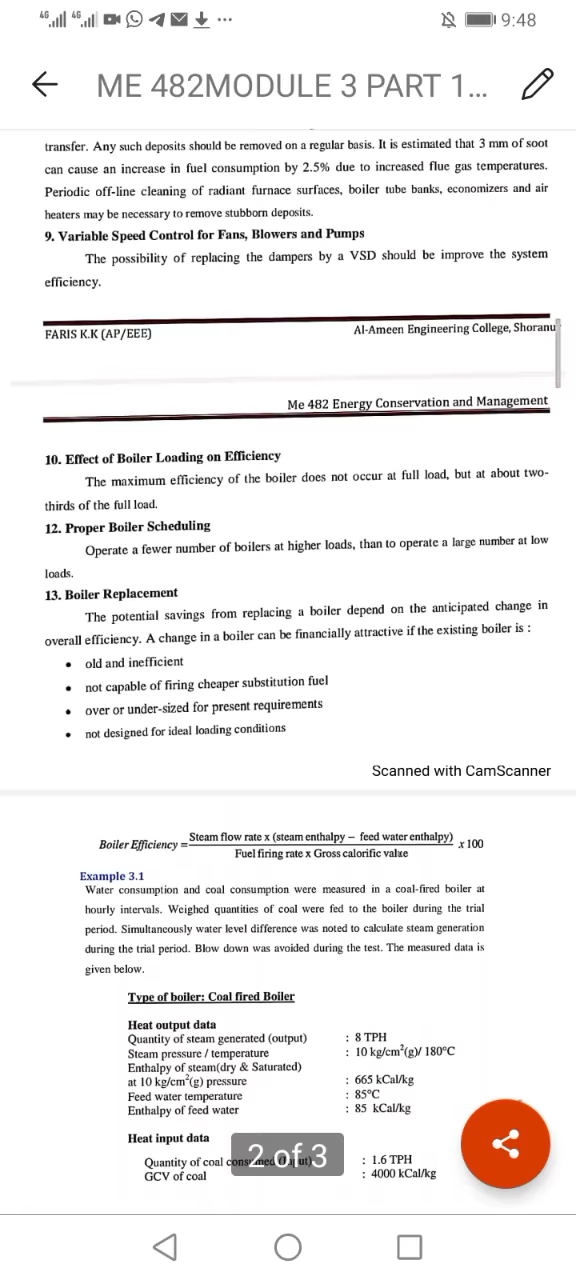 4G 4G 9:48
ME 482MODULE 3 PART 1...
transfer. Any such deposits should be removed on a regular basis. It is estimated that 3 mm of soot
can cause an increase in fuel consumption by 2.5% due to increased flue gas temperatures.
Periodic off-line cleaning of radiant furnace surfaces, boiler tube banks, economizers and air
heaters may be necessary to remove stubborn deposits.
9. Variable Speed Control for Fans, Blowers and Pumps
The possibility of replacing the dampers by a VSD should be improve the system
efficiency.
FARIS K.K (AP/EEE) Al-Ameen Engineering College, Shoranu
Me 482 Energy Conservation and Management
10. Effect of Boiler Loading on Efficiency
The maximum efficiency of the boiler does not occur at full load, but at about two-
thirds of the full load.
12. Proper Boiler Scheduling
Operate a fewer number of boilers at higher loads, than to operate a large number at low
loads.
13. Boiler Replacement
The potential savings from replacing a boiler depend on the anticipated change in
overall efficiency. A change in a boiler can be financially attractive if the existing boiler is :
• old and inefficient
• not capable of firing cheaper substitution fuel
• over or under-sized for present requirements
• not designed for ideal loading conditions
Scanned with CamScanner
Boiler Efficiency = Steam flow rate x (steam enthalpy – feed water enthalpy) x 100
Fuel firing rate x Gross calorific value
Example 3.1
Water consumption and coal consumption were measured in a coal-fired boiler at
hourly intervals. Weighed quantities of coal were fed to the boiler during the trial
period. Simultaneously water level difference was noted to calculate steam generation
during the trial period. Blow down was avoided during the test. The measured data is
given below.
Type of boiler: Coal fired Boiler
Heat output data
Quantity of steam generated (output) : 8 TPH
Steam pressure / temperature : 10 kg/cm²(g)/ 180°C
Enthalpy of steam(dry & Saturated)
at 10 kg/cm²(g) pressure : 665 kCal/kg
Feed water temperature : 85°C
Enthalpy of feed water : 85 kCal/kg
Heat input data
2 of 3
Quantity of coal consumed (Input) : 1.6 TPH
GCV of coal : 4000 kCal/kg